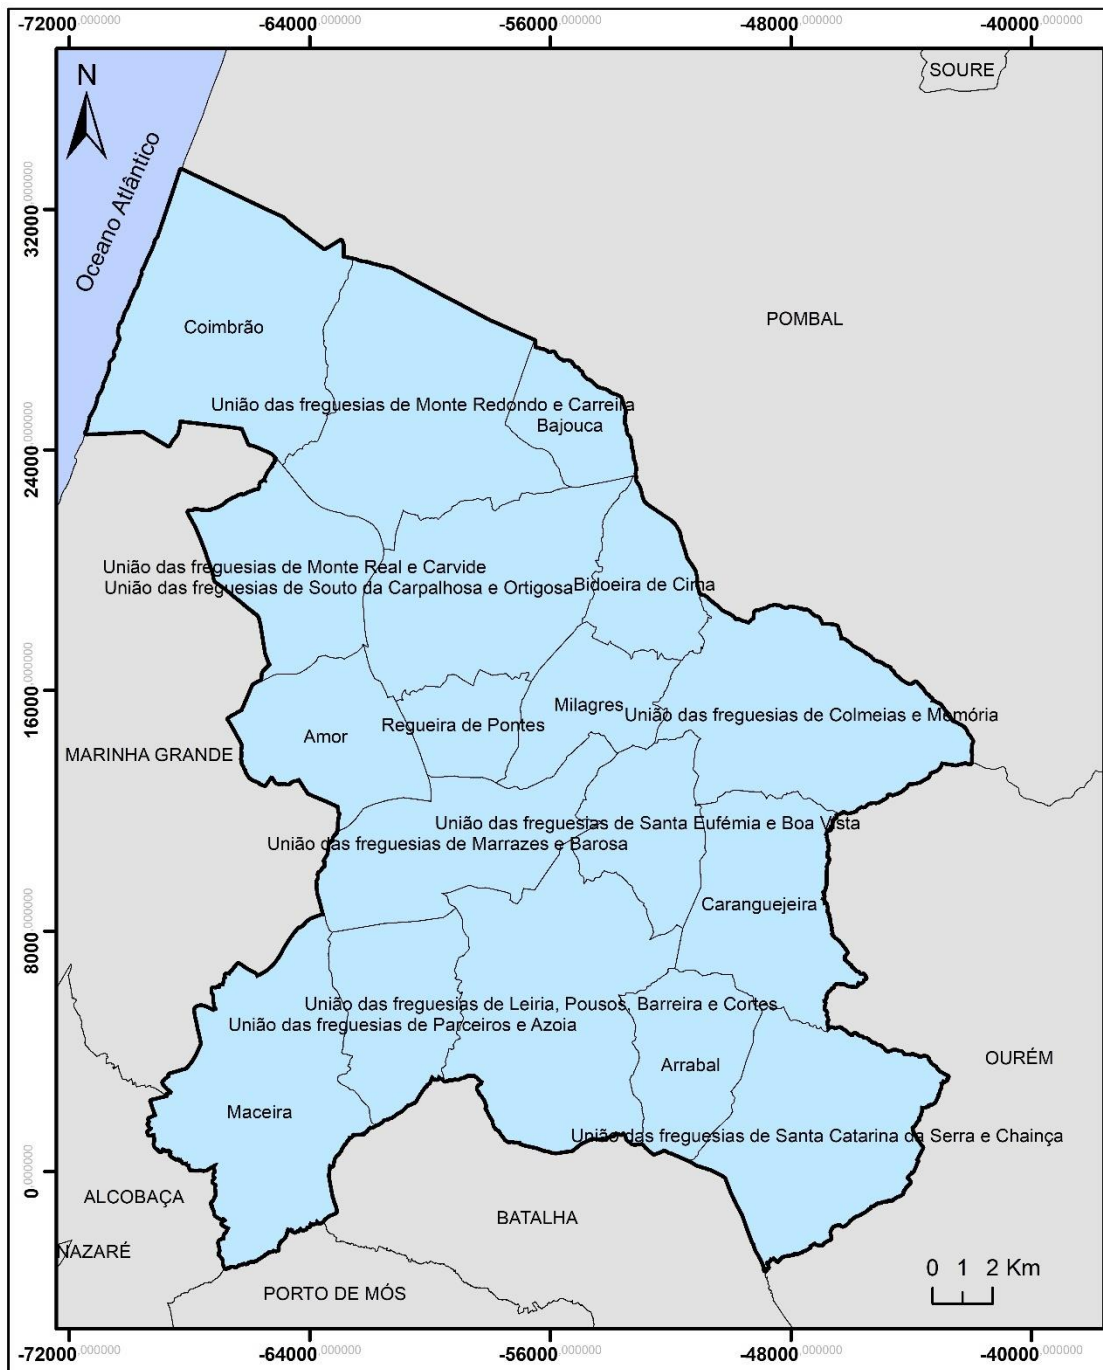 -72000,000000 -64000,000000 -56000,000000 -48000,000000 -40000,000000
SOURE
N
Oceano Atlântico
32000,000000
POMBAL
Coimbrão
União das freguesias de Monte Redondo e Carreira
Bajouca
24000,000000
União das freguesias de Monte Real e Carvide
União das freguesias de Souto da Carpalhosa e Ortigosa
Bidoeira de Cima
16000,000000
Milagres
União das freguesias de Colmeias e Memória
Regueira de Pontes
Amor
MARINHA GRANDE
União das freguesias de Santa Eufémia e Boa Vista
União das freguesias de Marrazes e Barosa
Caranguejeira
8000,000000
União das freguesias de Leiria, Pousos, Barreira e Cortes
União das freguesias de Parceiros e Azoia
OURÉM
Arrabal
Maceira
União das freguesias de Santa Catarina da Serra e Chainça
0,000000
ALCOBAÇA
BATALHA
NAZARÉ
0 1 2 Km
PORTO DE MÓS
-72000,000000 -64000,000000 -56000,000000 -48000,000000 -40000,000000